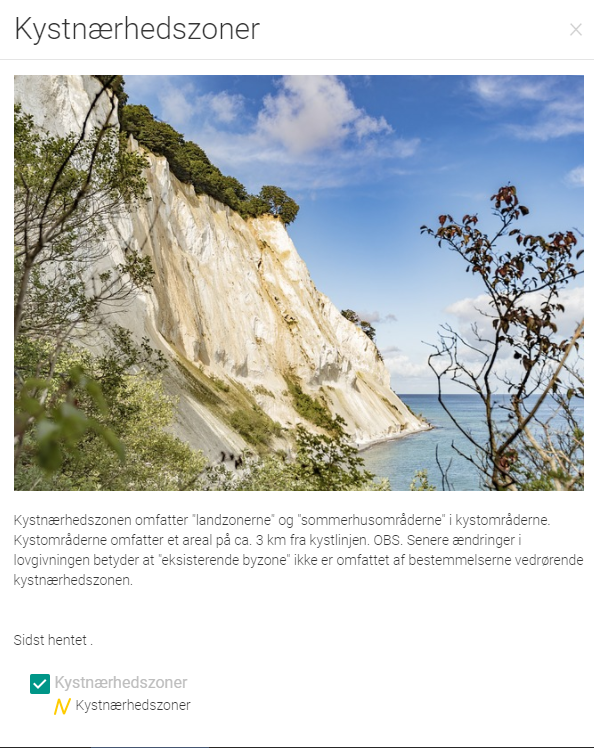 Kystnærhedszoner
Kystnærhedszonen omfatter "landzonerne" og "sommerhusområderne" i kystområderne.
Kystområderne omfatter et areal på ca. 3 km fra kystlinjen. OBS. Senere ændringer i
lovgivningen betyder at "eksisterende byzone" ikke er omfattet af bestemmelserne vedrørende
kystnærhedszonen.
Sidst hentet .
Kystnærhedszoner
Kystnærhedszoner